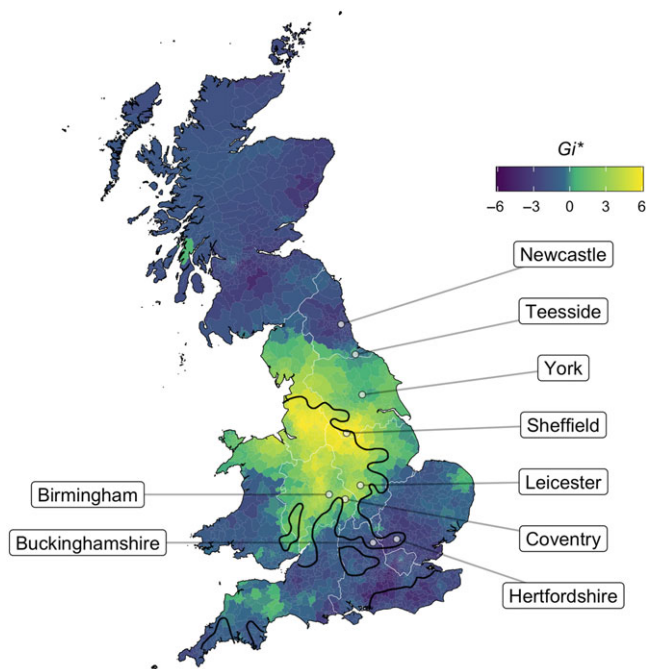 Gi*
−6 −3 0 3 6
Newcastle
Teesside
York
Sheffield
Leicester
Birmingham
Coventry
Buckinghamshire
Hertfordshire